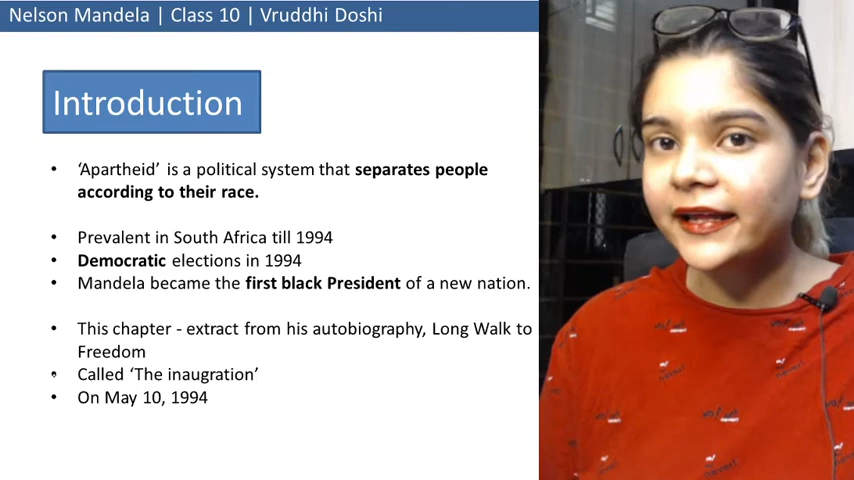 Nelson Mandela | Class 10 | Vruddhi Doshi
Introduction
• 'Apartheid' is a political system that separates people
according to their race.
• Prevalent in South Africa till 1994
• Democratic elections in 1994
• Mandela became the first black President of a new nation.
• This chapter - extract from his autobiography, Long Walk to
Freedom
• Called 'The inaugration'
• On May 10, 1994